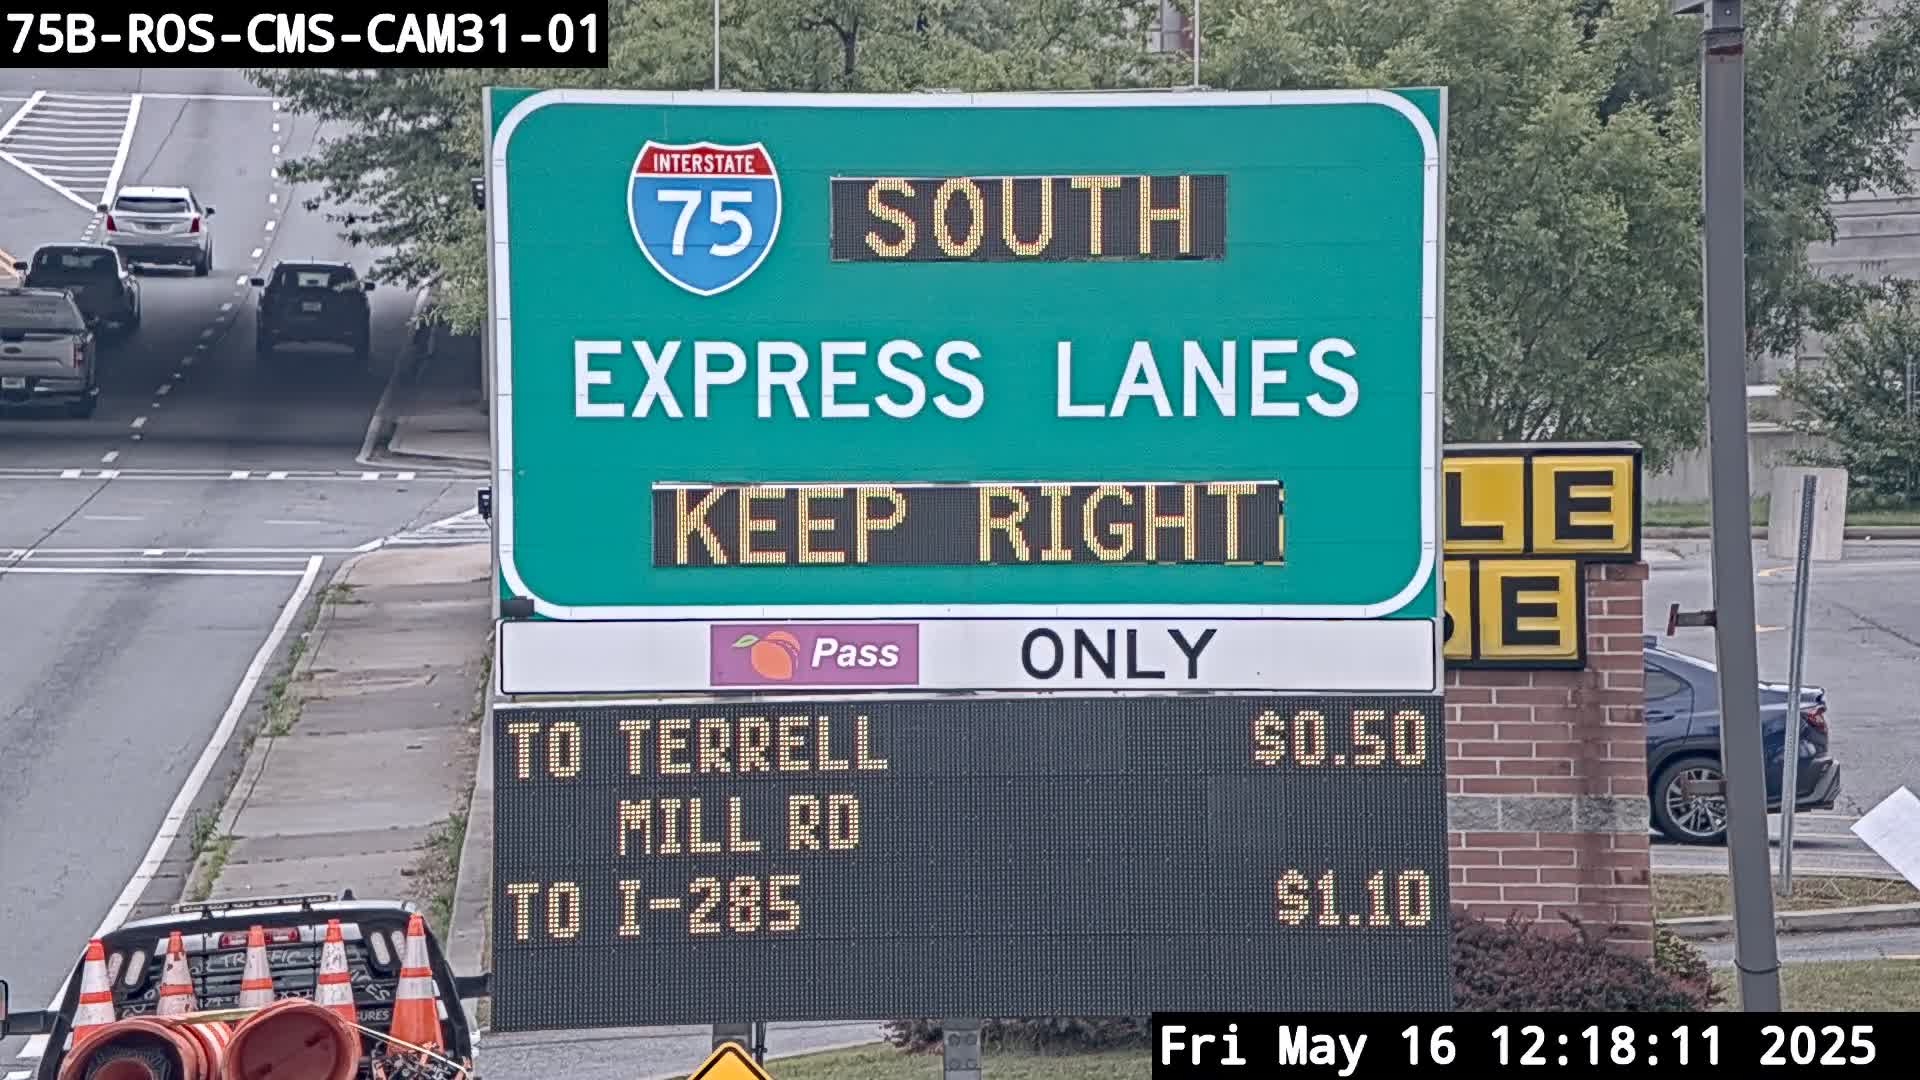 75B-ROS-CMS-CAM31-01
INTERSTATE
75
SOUTH
EXPRESS LANES
KEEP RIGHT
Pass ONLY
TO TERRELL $0.50
MILL RD
TO I-285 $1.10
LE
E
Fri May 16 12:18:11 2025